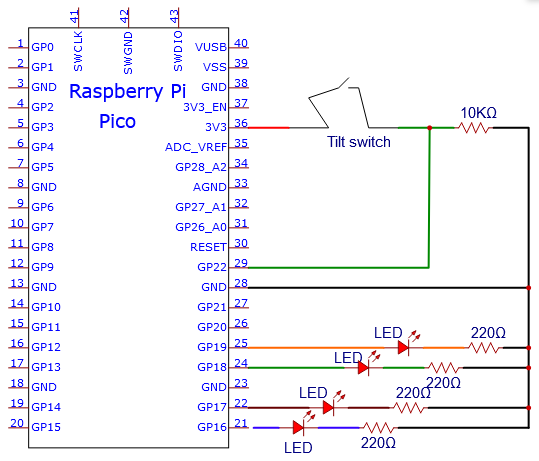 41 42 43
SWCLK SWGND SWDIO
1 GP0 VUSB 40
2 GP1 VSS 39
3 GND GND 38
Raspberry Pi
4 GP2 3V3_EN 37
Pico
5 GP3 3V3 36
10KΩ
Tilt switch
6 GP4 ADC_VREF 35
7 GP5 GP28_A2 34
8 GND AGND 33
9 GP6 GP27_A1 32
10 GP7 GP26_A0 31
11 GP8 RESET 30
12 GP9 GP22 29
13 GND GND 28
14 GP10 GP21 27
15 GP11 GP20 26
LED 220Ω
16 GP12 GP19 25
LED
17 GP13 GP18 24
220Ω
18 GND GND 23
LED 220Ω
19 GP14 GP17 22
20 GP15 GP16 21
LED 220Ω